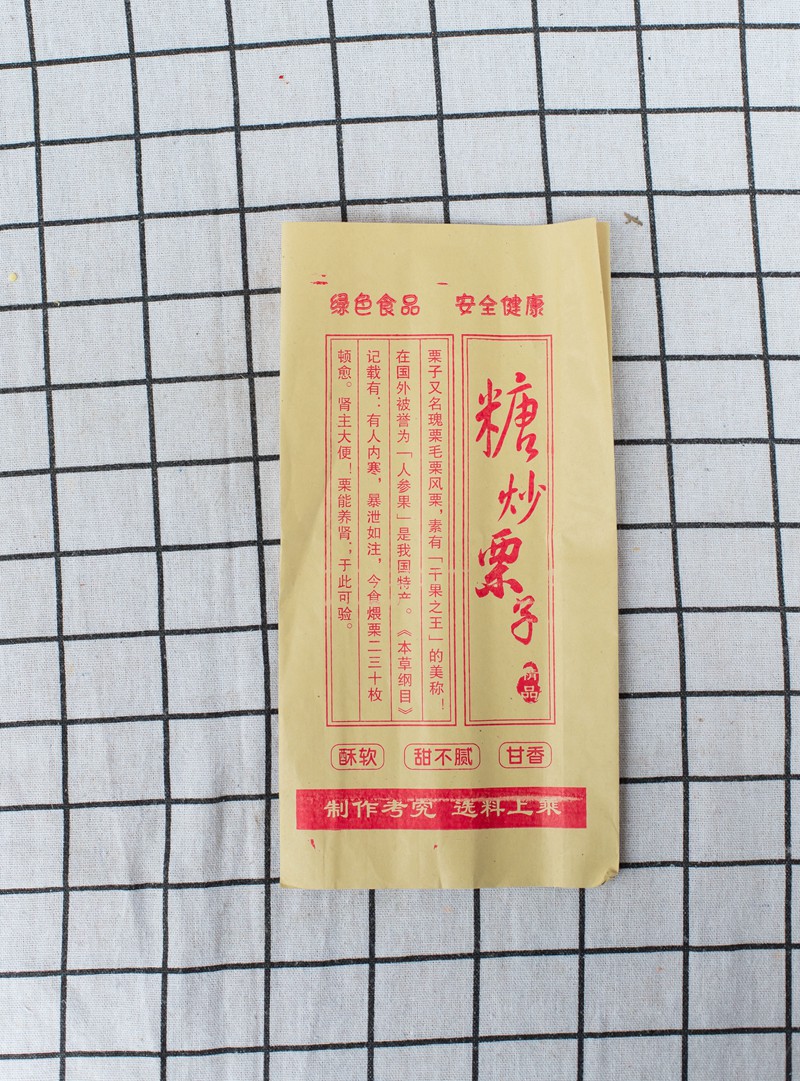 绿色食品 安全健康
糖炒栗子
精品
栗子又名瑰栗毛栗风栗，素有「干果之王」的美称！
在国外被誉为「人参果」是我国特产。《本草纲目》
记载有：有人内寒，暴泄如注，令食煨栗二三十枚
顿愈。肾主大便！栗能养肾；于此可验。
酥软 甜不腻 甘香
制作考究 选料上乘